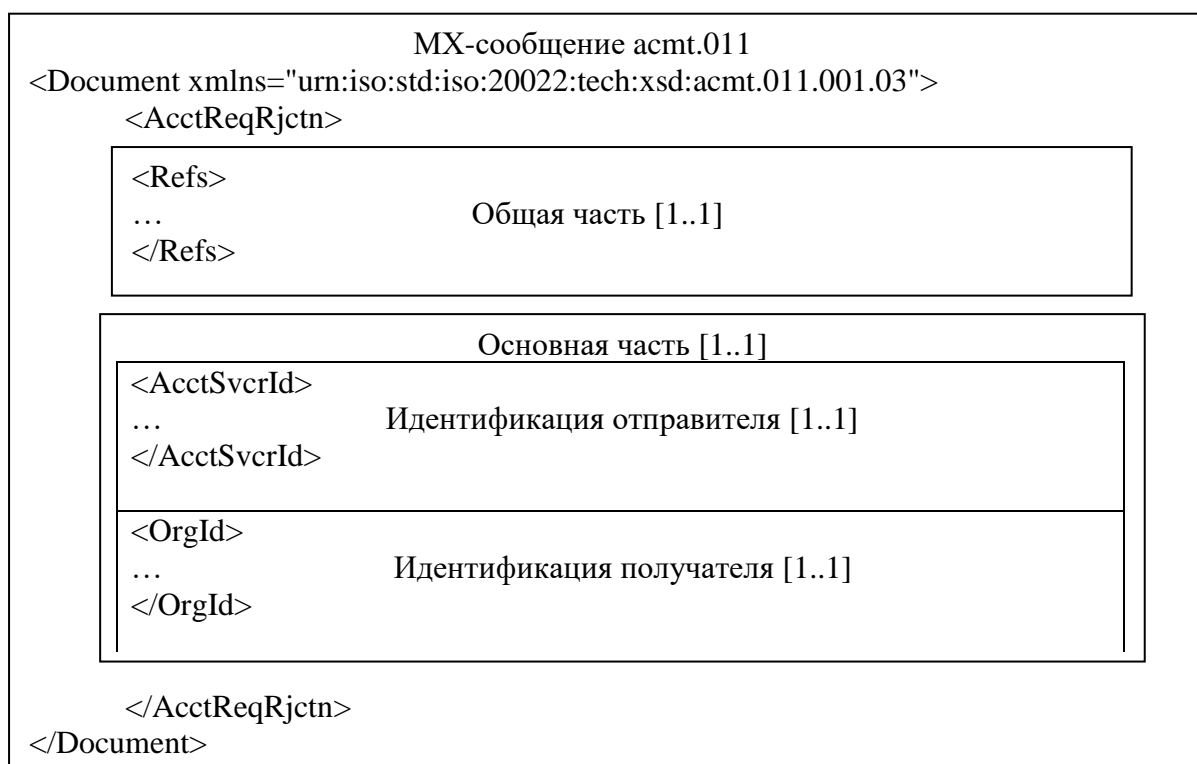 МХ-сообщение acmt.011
<Document xmlns="urn:iso:std:iso:20022:tech:xsd:acmt.011.001.03">
<AcctReqRjctn>
<Refs>
… Общая часть [1..1]
</Refs>
Основная часть [1..1]
<AcctSvcrId>
… Идентификация отправителя [1..1]
</AcctSvcrId>
<OrgId>
… Идентификация получателя [1..1]
</OrgId>
</AcctReqRjctn>
</Document>